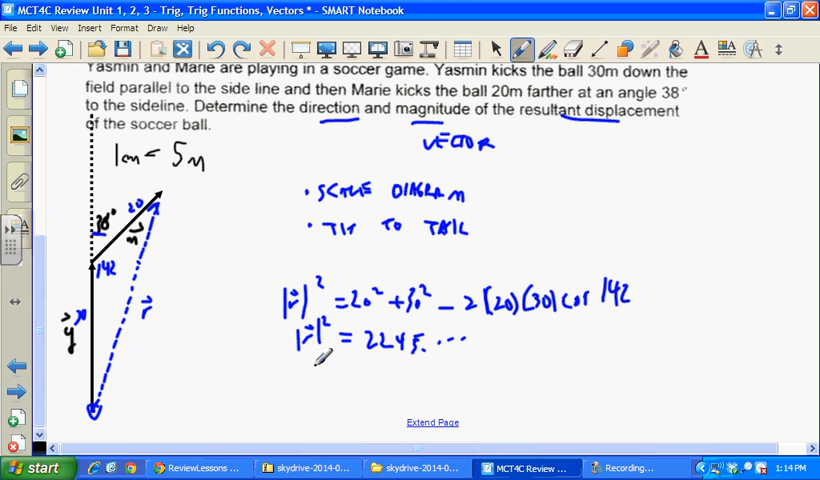 MCT4C Review Unit 1, 2, 3 - Trig, Trig Functions, Vectors * - SMART Notebook
File Edit View Insert Format Draw Help
Yasmin and Marie are playing in a soccer game. Yasmin kicks the ball 30m down the
field parallel to the side line and then Marie kicks the ball 20m farther at an angle 38°
to the sideline. Determine the direction and magnitude of the resultant displacement
of the soccer ball.
VECTOR
1cm = 5m
• SCALE DIAGRAM
• TIP TO TAIL
20
38°
m
142
r
30
y
|r|² = 20² + 30² - 2(20)(30)cos 142
|r|² = 2245. ...
Extend Page
start
ReviewLessons ...
skydrive-2014-0...
skydrive-2014-0...
MCT4C Review ...
Recording...
1:14 PM